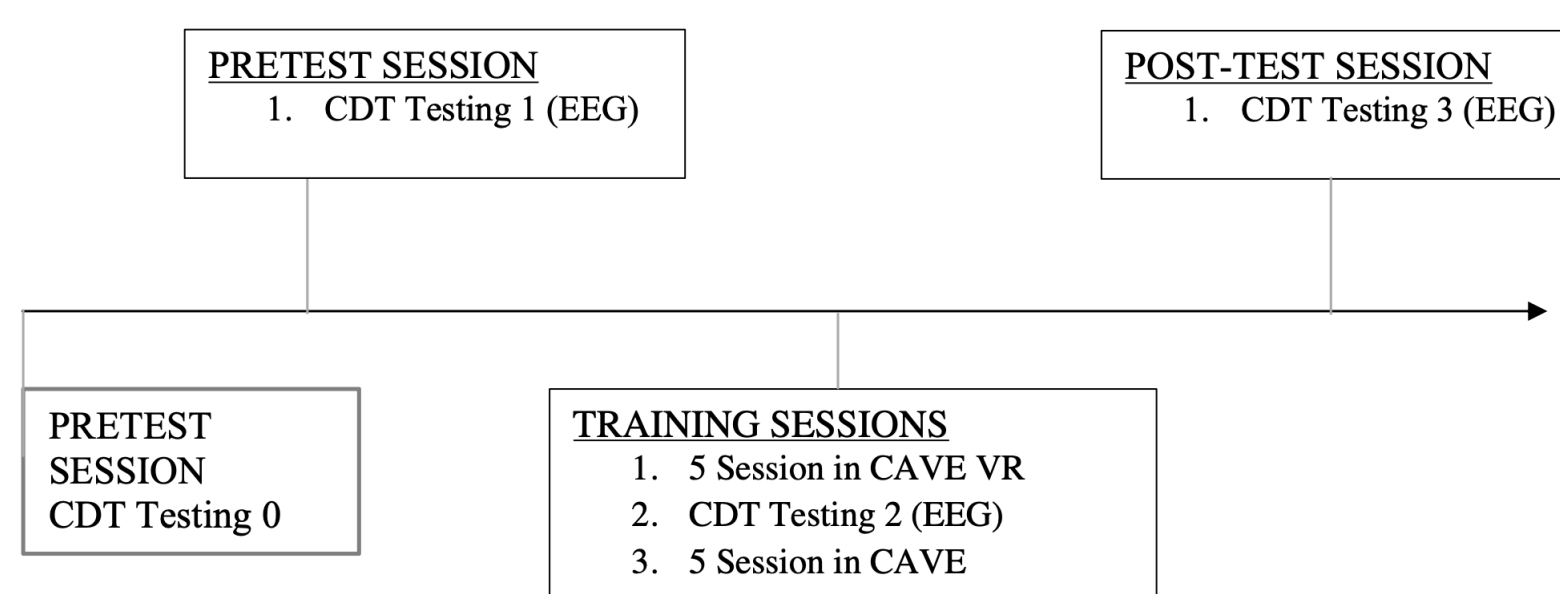 PRETEST SESSION
1. CDT Testing 1 (EEG)
POST-TEST SESSION
1. CDT Testing 3 (EEG)
PRETEST
SESSION
CDT Testing 0
TRAINING SESSIONS
1. 5 Session in CAVE VR
2. CDT Testing 2 (EEG)
3. 5 Session in CAVE